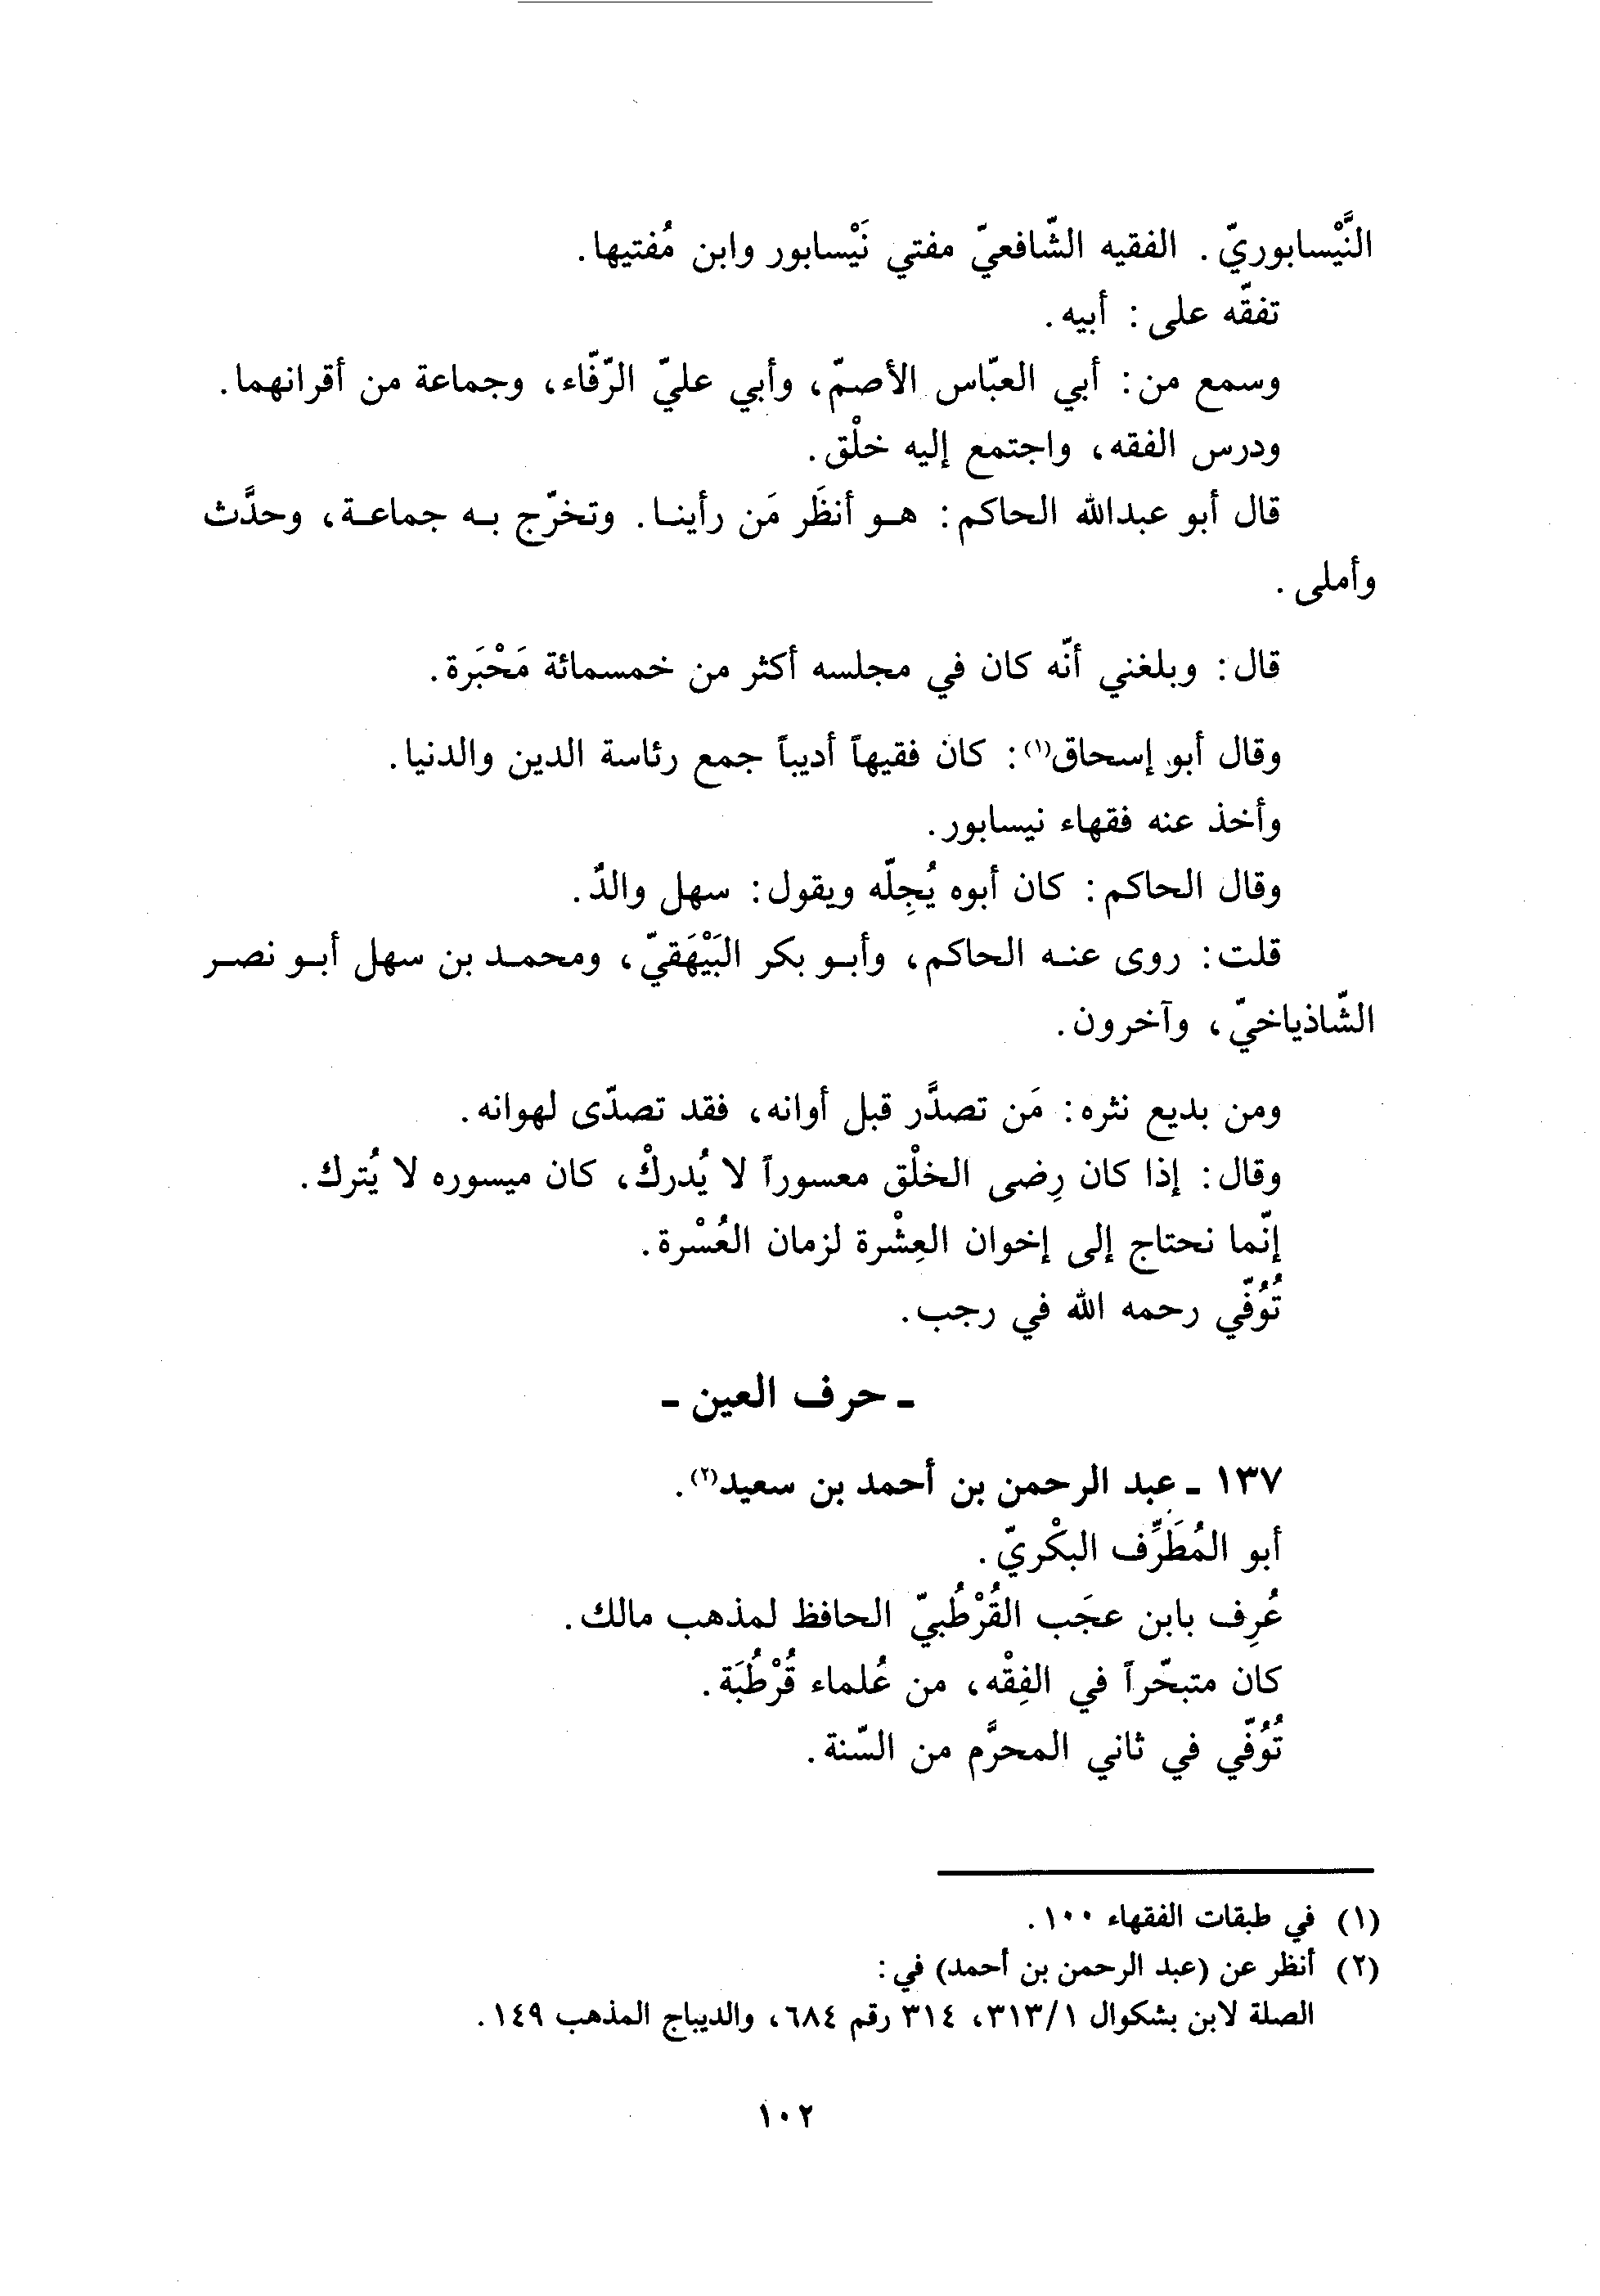 النَّيْسابوريّ. الفقيه الشّافعيّ مفتي نَيْسابور وابن مُفتيها.
تفقّه على: أبيه.
وسمع من: أبي العبّاس الأصمّ، وأبي عليّ الرّفّاء، وجماعة من أقرانهما.
ودرس الفقه، واجتمع إليه خلْق.
قال أبو عبدالله الحاكم: هو أنظَر مَن رأينا. وتخرّج به جماعة، وحدَّث
وأملى.
قال: وبلغني أنّه كان في مجلسه أكثر من خمسمائة مَحْبَرة.
وقال أبو إسحاق(١): كان فقيهاً أديباً جمع رئاسة الدين والدنيا.
وأخذ عنه فقهاء نيسابور.
وقال الحاكم: كان أبوه يُجِلّه ويقول: سهل والدٌ.
قلت: روى عنه الحاكم، وأبو بكر البَيْهَقيّ، ومحمد بن سهل أبو نصر
الشّاذياخيّ، وآخرون.
ومن بديع نثره: مَن تصدَّر قبل أوانه، فقد تصدّى لهوانه.
وقال: إذا كان رِضى الخلْق معسوراً لا يُدركْ، كان ميسوره لا يُترك.
إنّما نحتاج إلى إخوان العِشْرة لزمان العُسْرة.
تُوُفّي رحمه الله في رجب.
ـ حرف العين ـ
١٣٧ ـ عبد الرحمن بن أحمد بن سعيد(٢).
أبو المُطَرِّف البكْريّ.
عُرِف بابن عجَب القُرْطُبيّ الحافظ لمذهب مالك.
كان متبحّراً في الفِقْه، من عُلماء قُرْطُبَة.
تُوُفّي في ثاني المحرَّم من السّنة.
(١) في طبقات الفقهاء ١٠٠.
(٢) أنظر عن (عبد الرحمن بن أحمد) في:
الصلة لابن بشكوال ٣١٣/١، ٣١٤ رقم ٦٨٤، والديباج المذهب ١٤٩.
١٠٢